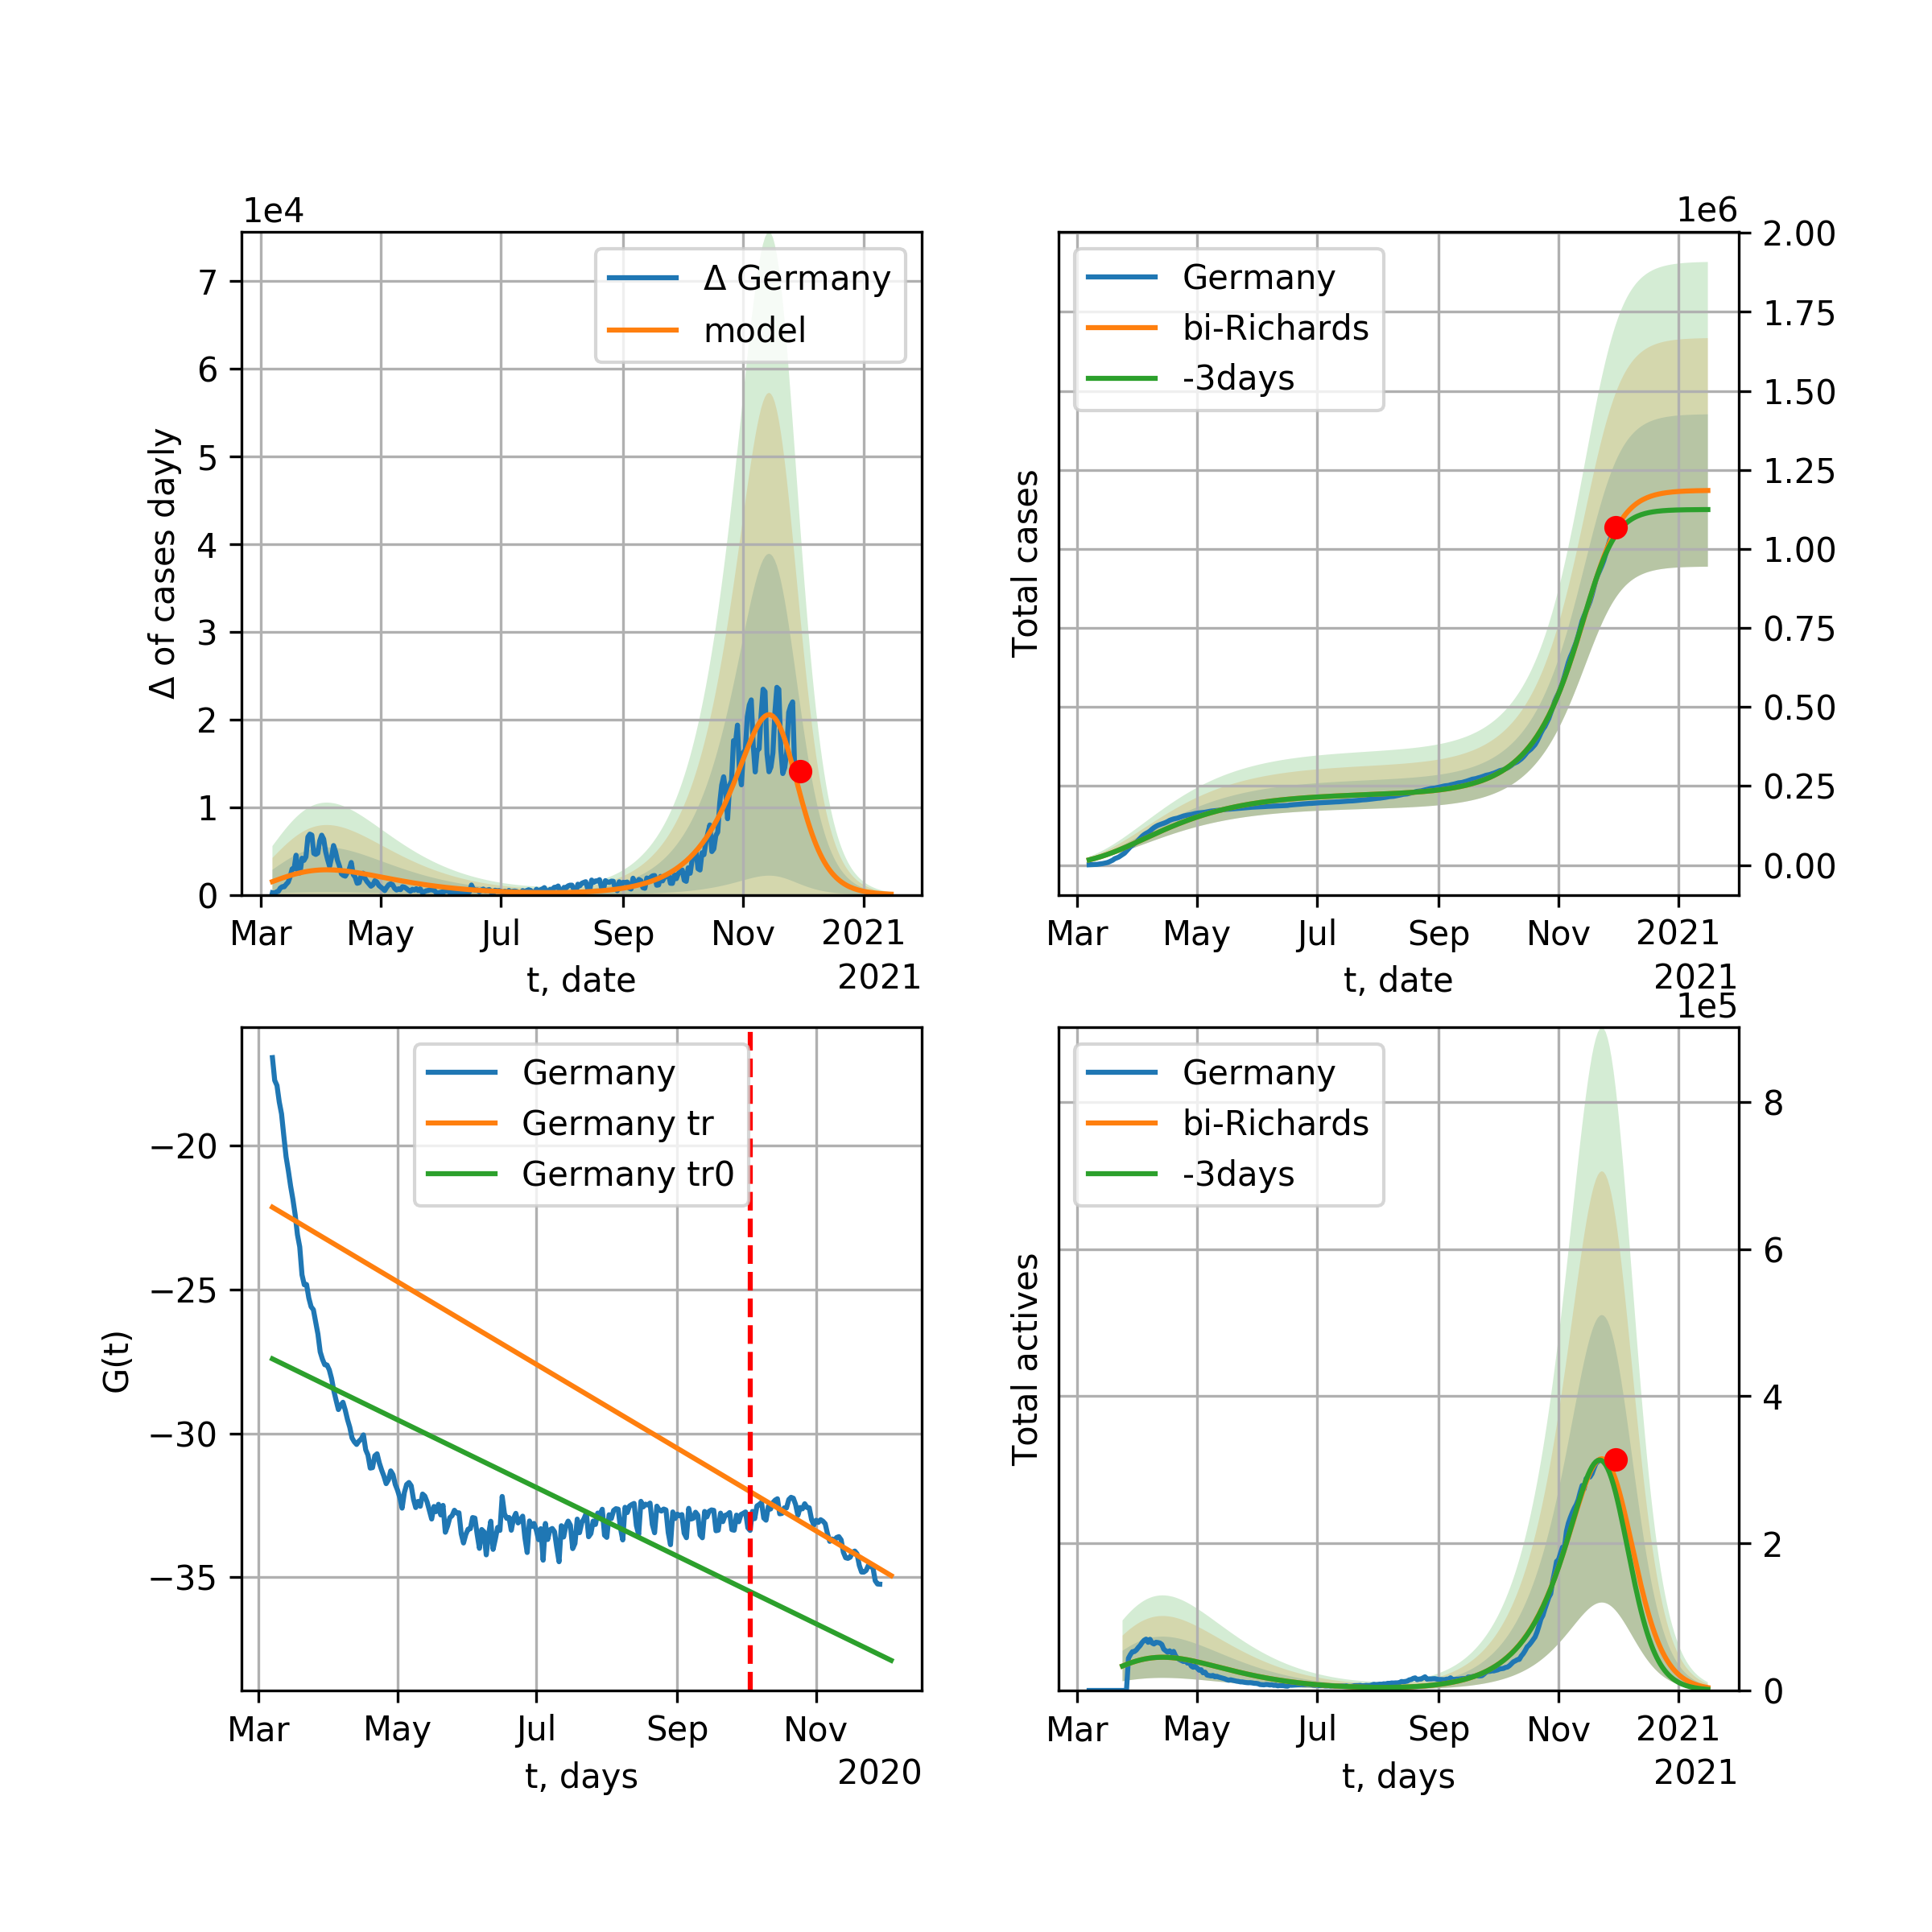 1e4
7
6
5
4
3
2
1
0
Δ of cases dayly
Δ Germany
model
Mar May Jul Sep Nov 2021
t, date
2021
1e6
2.00
1.75
1.50
1.25
1.00
0.75
0.50
0.25
0.00
Total cases
Germany
bi-Richards
-3days
Mar May Jul Sep Nov 2021
t, date
2021
−20
−25
−30
−35
G(t)
Germany
Germany tr
Germany tr0
Mar May Jul Sep Nov
t, days
2020
1e5
8
6
4
2
0
Total actives
Germany
bi-Richards
-3days
Mar May Jul Sep Nov 2021
t, days
2021